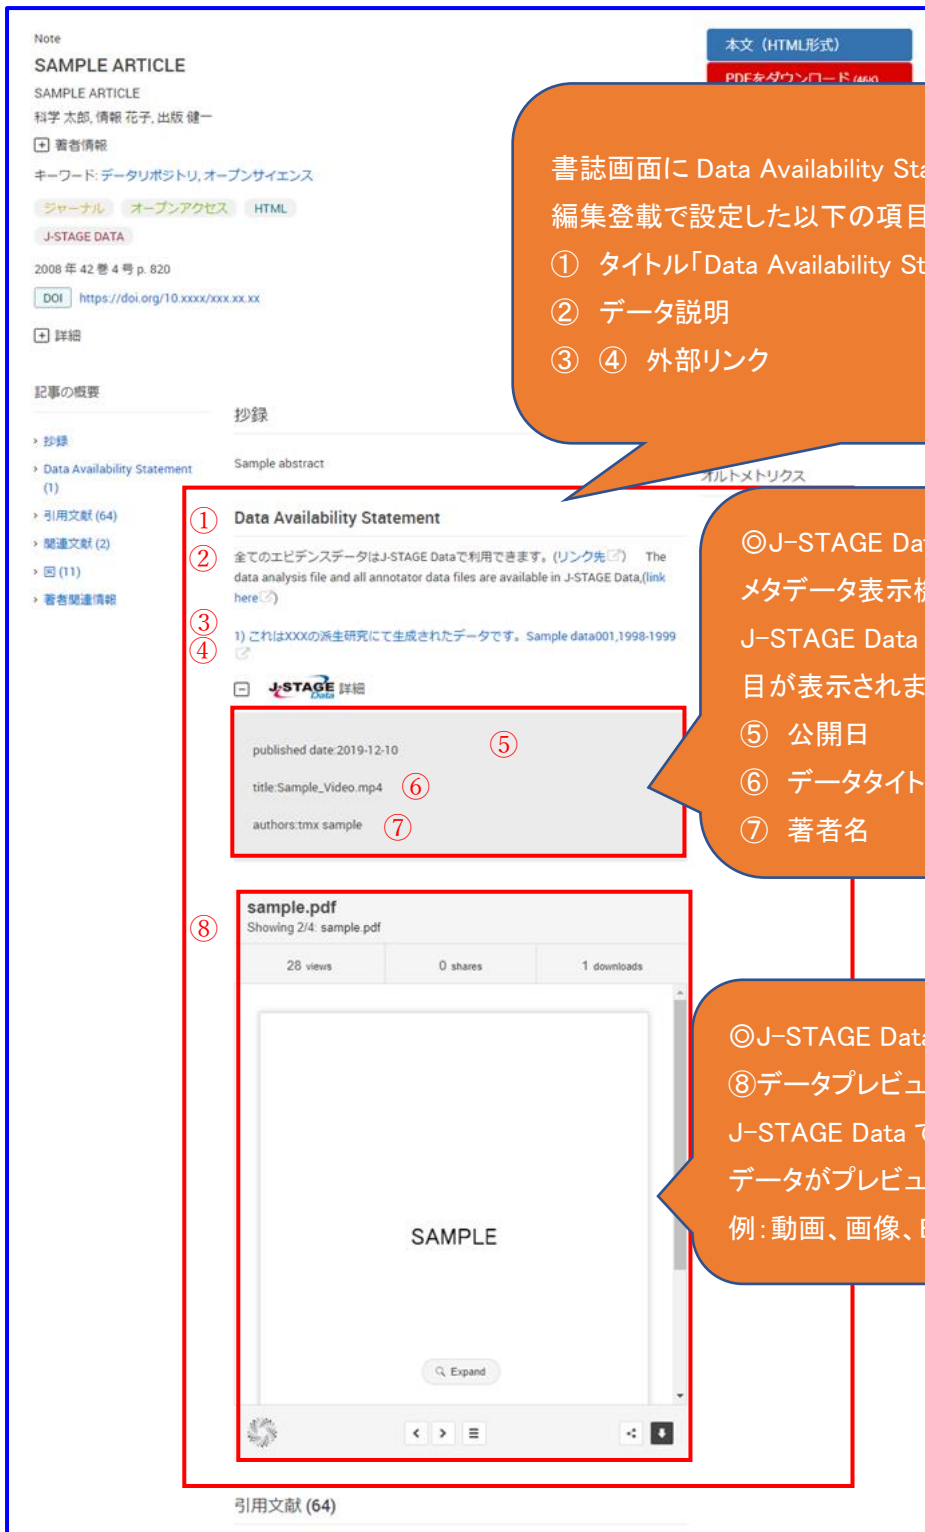 Note
SAMPLE ARTICLE
SAMPLE ARTICLE
科学 太郎, 情報 花子, 出版 健一
著者情報
キーワード: データリポジトリ, オープンサイエンス
ジャーナル オープンアクセス HTML
J-STAGE DATA
2008 年 42 巻 4 号 p. 820
DOI https://doi.org/10.xxxx/xxx.xx.xx
詳細
本文（HTML形式）
PDFをダウンロード (46K)
書誌画面に Data Availability Sta
編集登載で設定した以下の項目
① タイトル「Data Availability St
② データ説明
③ ④ 外部リンク
記事の概要
› 抄録
› Data Availability Statement
(1)
› 引用文献 (64)
› 関連文献 (2)
› 図 (11)
› 著者関連情報
抄録
Sample abstract
オルトメトリクス
① Data Availability Statement
② 全てのエビデンスデータはJ-STAGE Dataで利用できます。(リンク先) The
data analysis file and all annotator data files are available in J-STAGE Data,(link
here)
③
④ 1) これはXXXの派生研究にて生成されたデータです。Sample data001,1998-1999
J-STAGE Data 詳細
published date:2019-12-10 ⑤
title:Sample_Video.mp4 ⑥
authors:tmx sample ⑦
◎J-STAGE Da
メタデータ表示
J-STAGE Data
目が表示されま
⑤ 公開日
⑥ データタイト
⑦ 著者名
⑧ sample.pdf
Showing 2/4: sample.pdf
28 views 0 shares 1 downloads
SAMPLE
Expand
◎J-STAGE Data
⑧データプレビュ
J-STAGE Data で
データがプレビュ
例：動画、画像、
引用文献 (64)